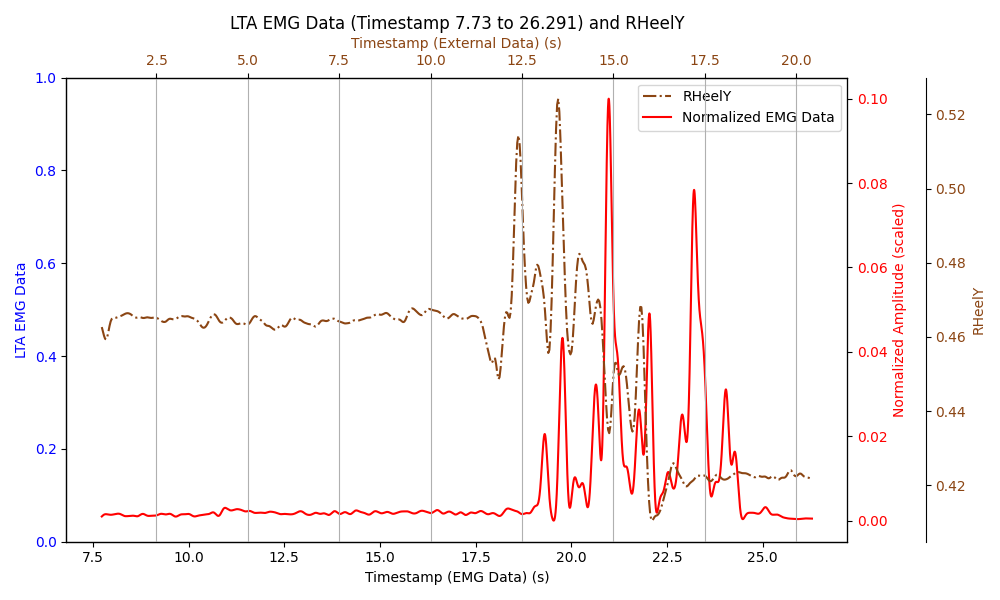 LTA EMG Data (Timestamp 7.73 to 26.291) and RHeelY
Timestamp (External Data) (s)
2.5 5.0 7.5 10.0 12.5 15.0 17.5 20.0
1.0
0.8
0.6
0.4
0.2
0.0
LTA EMG Data
RHeelY
Normalized EMG Data
0.10
0.08
0.06
0.04
0.02
0.00
Normalized Amplitude (scaled)
0.52
0.50
0.48
0.46
0.44
0.42
RHeelY
7.5 10.0 12.5 15.0 17.5 20.0 22.5 25.0
Timestamp (EMG Data) (s)